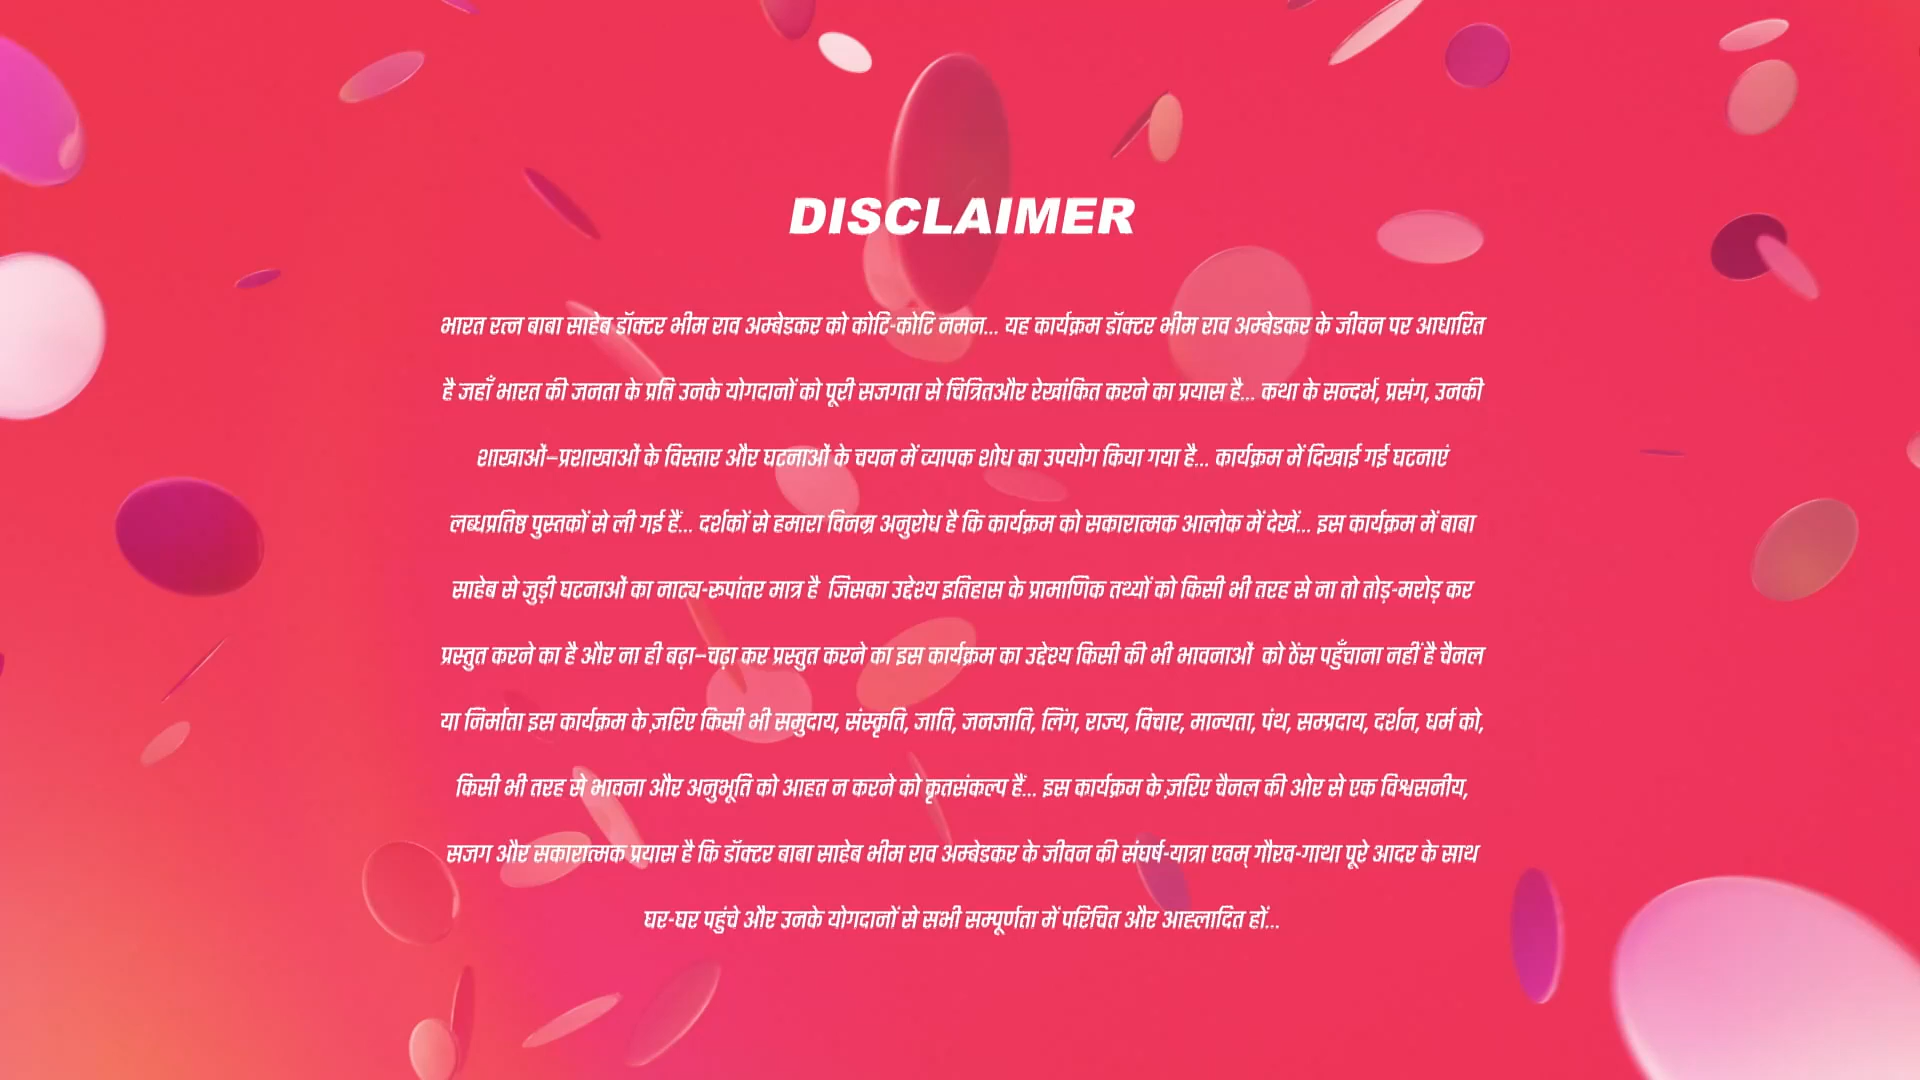 DISCLAIMER
भारत रत्न बाबा साहेब डॉक्टर भीम राव अम्बेडकर को कोटि-कोटि नमन... यह कार्यक्रम डॉक्टर भीम राव अम्बेडकर के जीवन पर आधारित
है जहाँ भारत की जनता के प्रति उनके योगदानों को पूरी सजगता से चित्रितऔर रेखांकित करने का प्रयास है... कथा के सन्दर्भ, प्रसंग, उनकी
शाखाओं–प्रशाखाओं के विस्तार और घटनाओं के चयन में व्यापक शोध का उपयोग किया गया है... कार्यक्रम में दिखाई गई घटनाएं
लब्धप्रतिष्ठ पुस्तकों से ली गई हैं... दर्शकों से हमारा विनम्र अनुरोध है कि कार्यक्रम को सकारात्मक आलोक में देखें... इस कार्यक्रम में बाबा
साहेब से जुड़ी घटनाओं का नाट्य-रुपांतर मात्र है जिसका उद्देश्य इतिहास के प्रामाणिक तथ्यों को किसी भी तरह से ना तो तोड़-मरोड़ कर
प्रस्तुत करने का है और ना ही बढ़ा–चढ़ा कर प्रस्तुत करने का इस कार्यक्रम का उद्देश्य किसी की भी भावनाओं को ठेंस पहुँचाना नहीं है चैनल
या निर्माता इस कार्यक्रम के ज़रिए किसी भी समुदाय, संस्कृति, जाति, जनजाति, लिंग, राज्य, विचार, मान्यता, पंथ, सम्प्रदाय, दर्शन, धर्म को,
किसी भी तरह से भावना और अनुभूति को आहत न करने को कृतसंकल्प हैं... इस कार्यक्रम के ज़रिए चैनल की ओर से एक विश्वसनीय,
सजग और सकारात्मक प्रयास है कि डॉक्टर बाबा साहेब भीम राव अम्बेडकर के जीवन की संघर्ष-यात्रा एवम् गौरव-गाथा पूरे आदर के साथ
घर-घर पहुंचे और उनके योगदानों से सभी सम्पूर्णता में परिचित और आह्लादित हों...